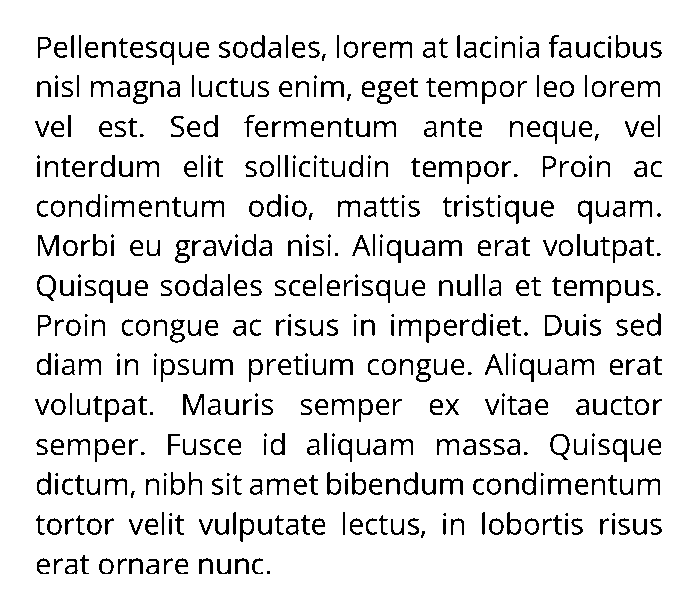 Pellentesque sodales, lorem at lacinia faucibus
nisl magna luctus enim, eget tempor leo lorem
vel est. Sed fermentum ante neque, vel
interdum elit sollicitudin tempor. Proin ac
condimentum odio, mattis tristique quam.
Morbi eu gravida nisi. Aliquam erat volutpat.
Quisque sodales scelerisque nulla et tempus.
Proin congue ac risus in imperdiet. Duis sed
diam in ipsum pretium congue. Aliquam erat
volutpat. Mauris semper ex vitae auctor
semper. Fusce id aliquam massa. Quisque
dictum, nibh sit amet bibendum condimentum
tortor velit vulputate lectus, in lobortis risus
erat ornare nunc.